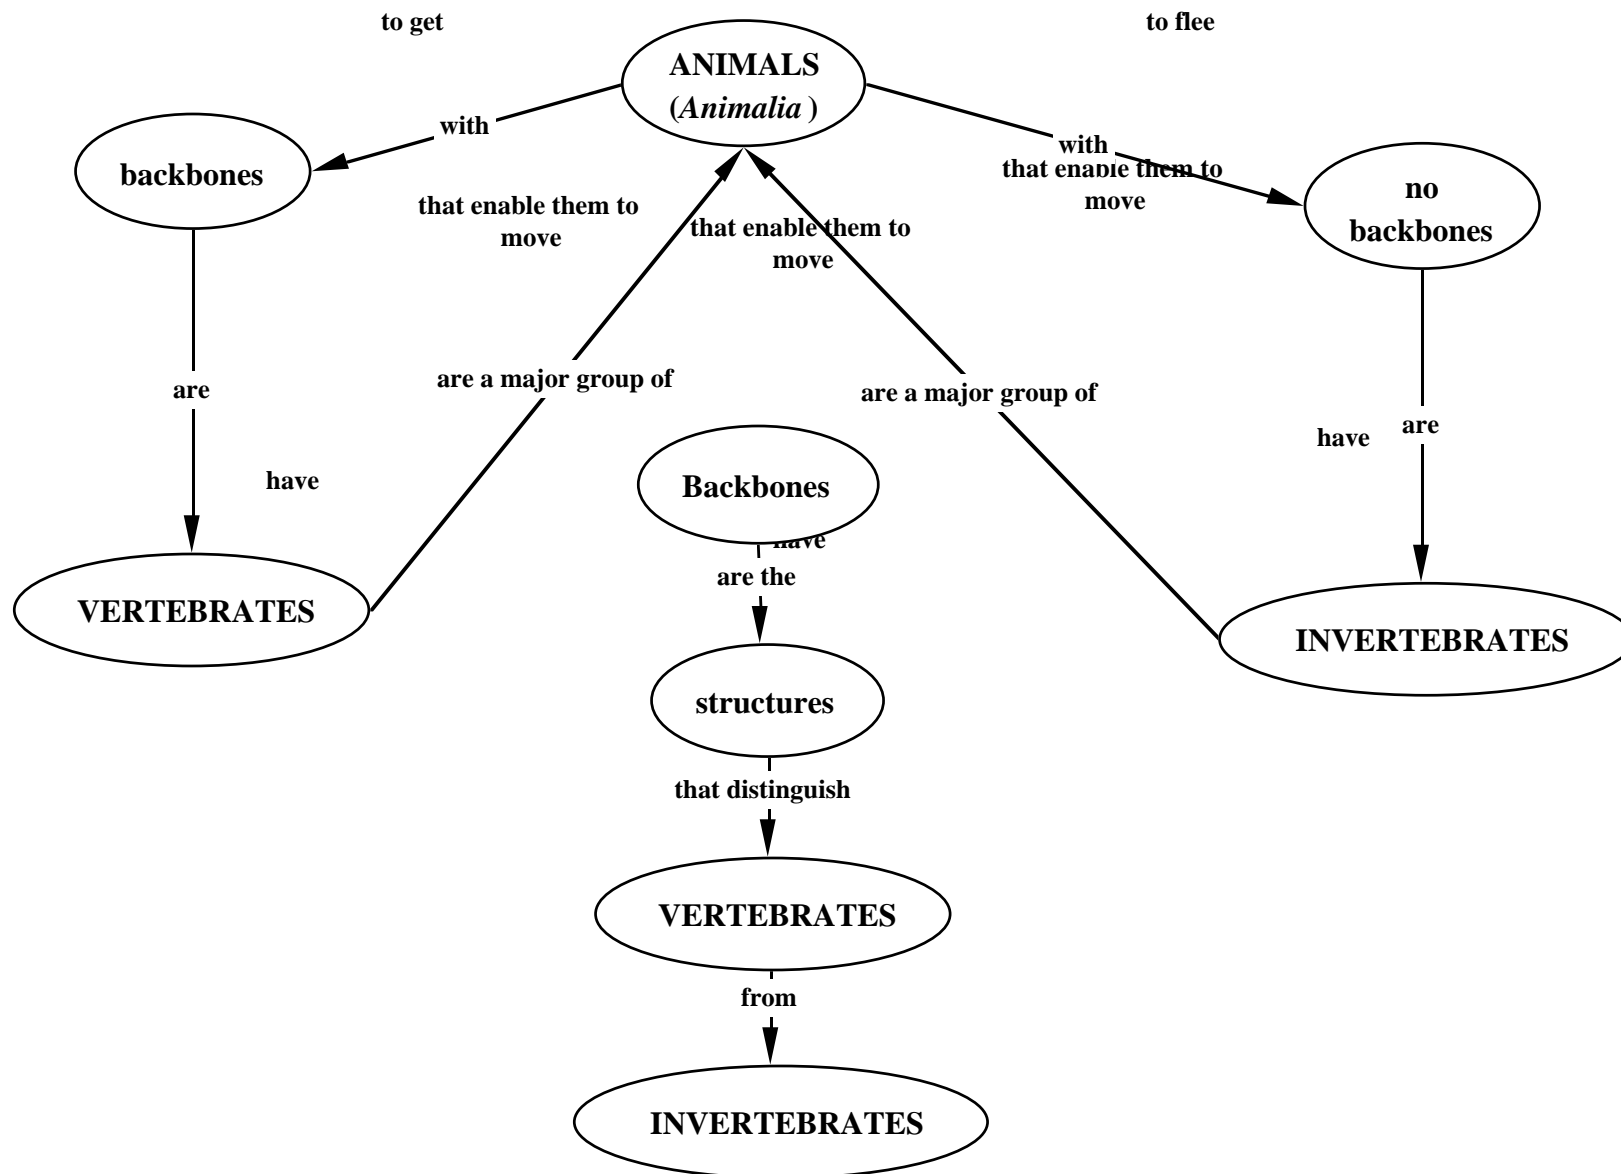 to get
to flee
ANIMALS
(Animalia )
with
with
backbones
that enable them to
move
no
backbones
that enable them to
move
that enable them to
move
are a major group of
are a major group of
are
are
have
have
Backbones
have
are the
VERTEBRATES
INVERTEBRATES
structures
that distinguish
VERTEBRATES
from
INVERTEBRATES